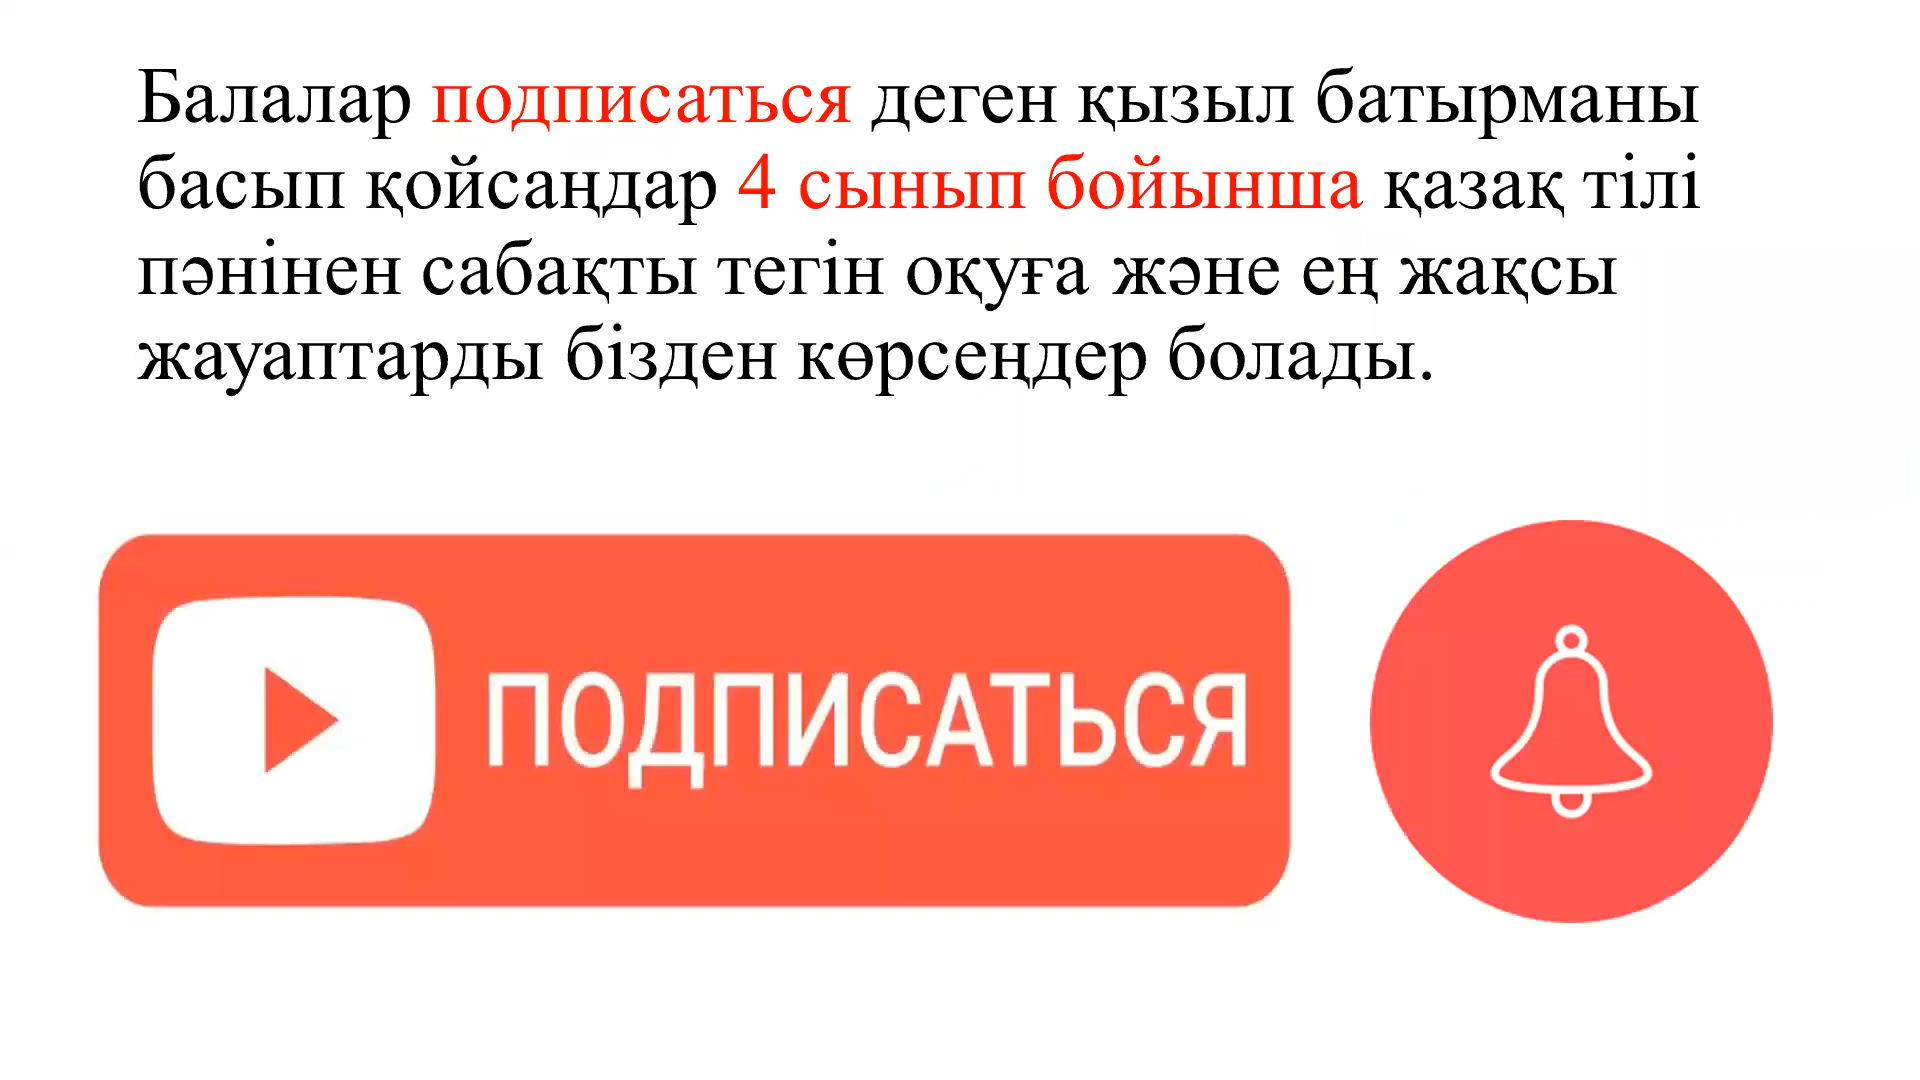 Балалар подписаться деген қызыл батырманы
басып қойсаңдар 4 сынып бойынша қазақ тілі
пәнінен сабақты тегін оқуға және ең жақсы
жауаптарды бізден көрсеңдер болады.
ПОДПИСАТЬСЯ